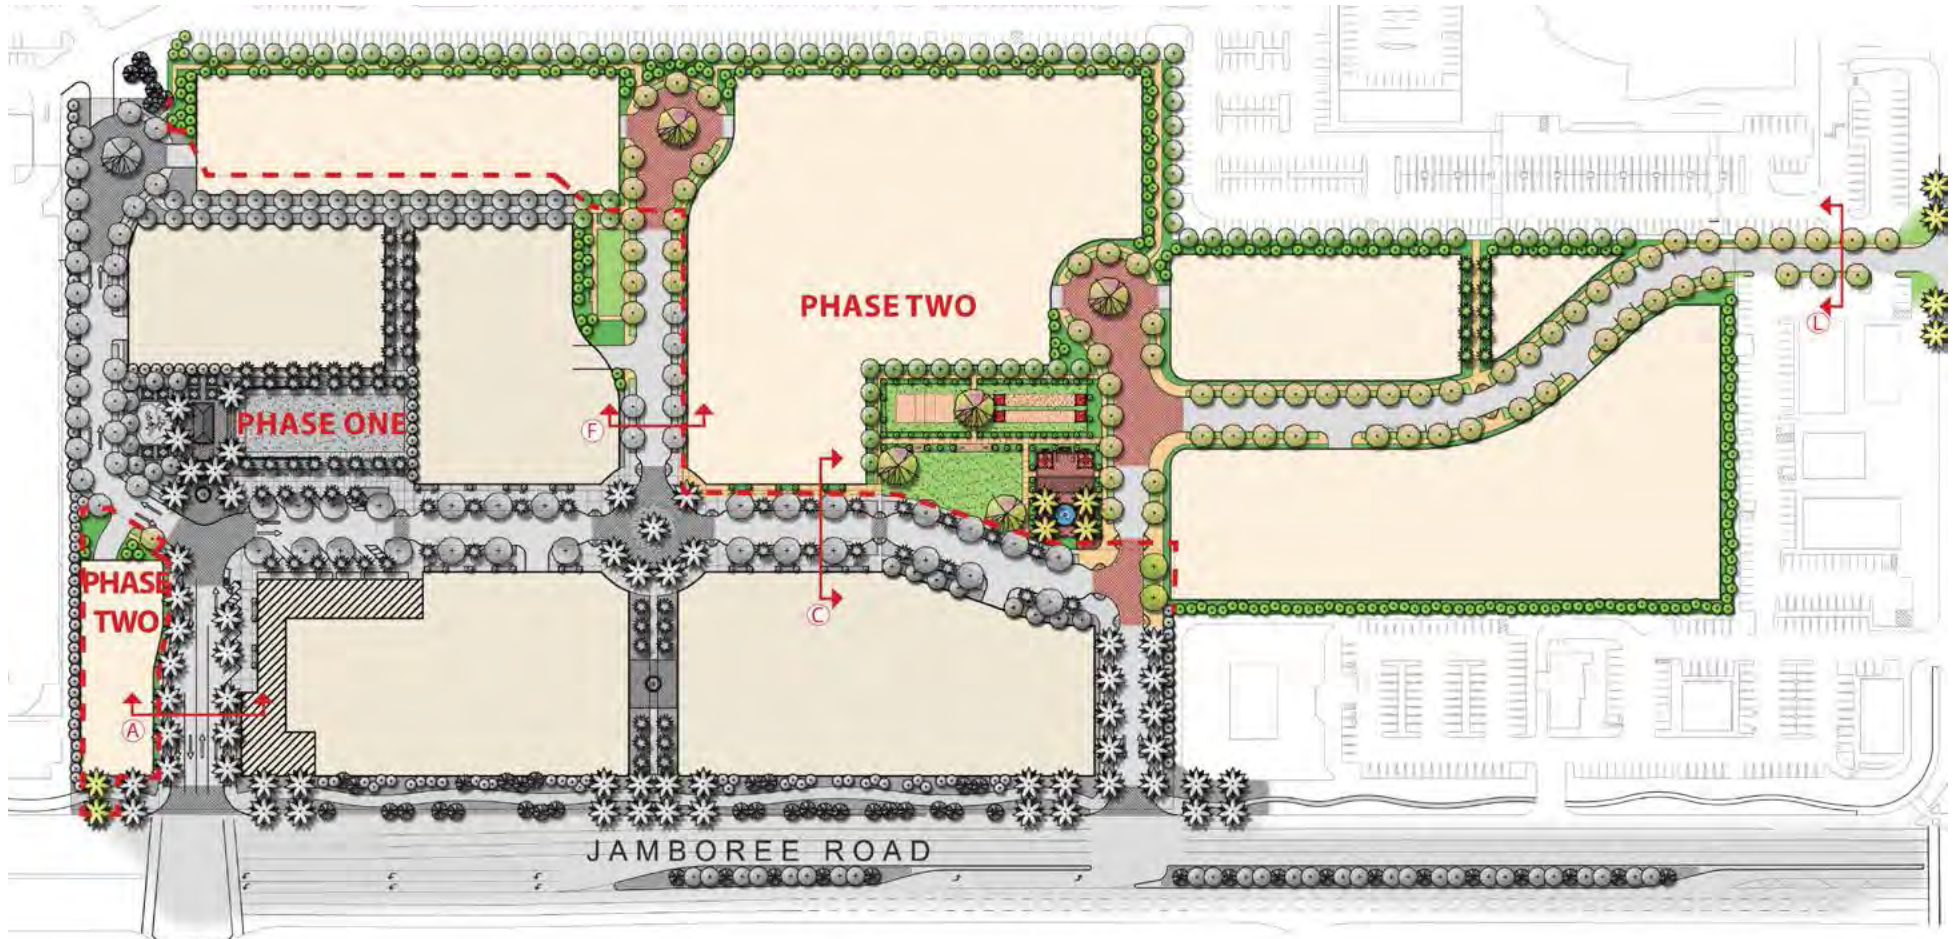 PHASE TWO
L
PHASE ONE
F
PHASE
TWO
C
A
JAMBOREE ROAD